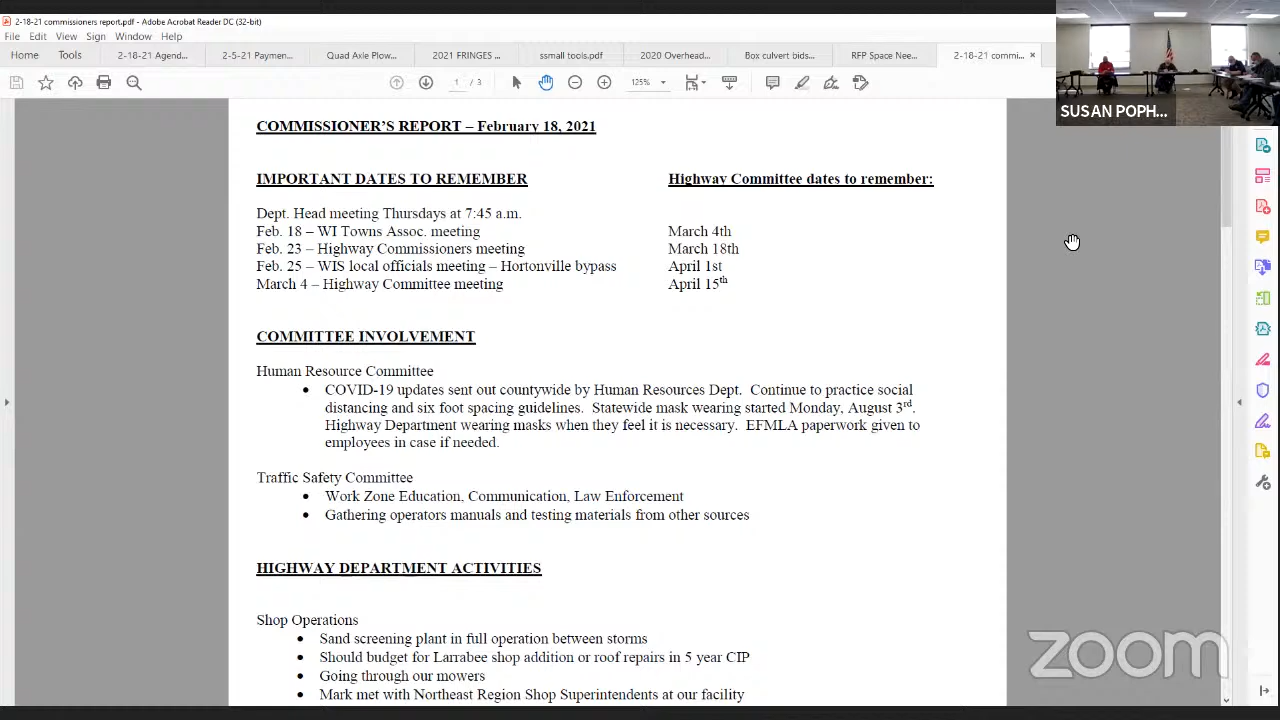 2-18-21 commissioners report.pdf - Adobe Acrobat Reader DC (32-bit)
File Edit View Sign Window Help
Home Tools 2-18-21 Agend... 2-5-21 Paymen... Quad Axle Plow... 2021 FRINGES ... ssmall tools.pdf 2020 Overhead... Box culvert bids... RFP Space Nee... 2-18-21 commi... ×
1 / 3 125%
SUSAN POPH...
COMMISSIONER'S REPORT – February 18, 2021
IMPORTANT DATES TO REMEMBER Highway Committee dates to remember:
Dept. Head meeting Thursdays at 7:45 a.m.
Feb. 18 – WI Towns Assoc. meeting March 4th
Feb. 23 – Highway Commissioners meeting March 18th
Feb. 25 – WIS local officials meeting – Hortonville bypass April 1st
March 4 – Highway Committee meeting April 15th
COMMITTEE INVOLVEMENT
Human Resource Committee
• COVID-19 updates sent out countywide by Human Resources Dept. Continue to practice social
distancing and six foot spacing guidelines. Statewide mask wearing started Monday, August 3rd.
Highway Department wearing masks when they feel it is necessary. EFMLA paperwork given to
employees in case if needed.
Traffic Safety Committee
• Work Zone Education, Communication, Law Enforcement
• Gathering operators manuals and testing materials from other sources
HIGHWAY DEPARTMENT ACTIVITIES
Shop Operations
• Sand screening plant in full operation between storms
• Should budget for Larrabee shop addition or roof repairs in 5 year CIP
• Going through our mowers
• Mark met with Northeast Region Shop Superintendents at our facility
zoom